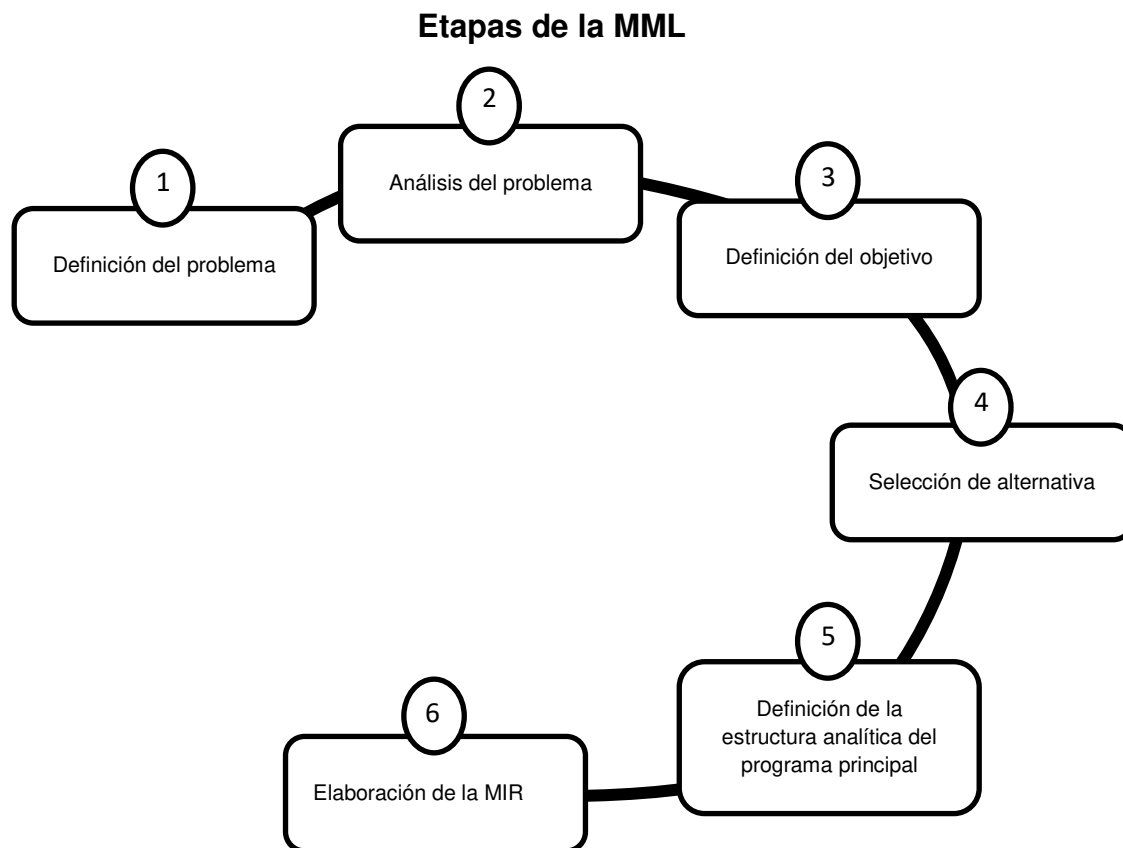 Etapas de la MML
1
Definición del problema
2
Análisis del problema
3
Definición del objetivo
4
Selección de alternativa
5
Definición de la
estructura analítica del
programa principal
6
Elaboración de la MIR